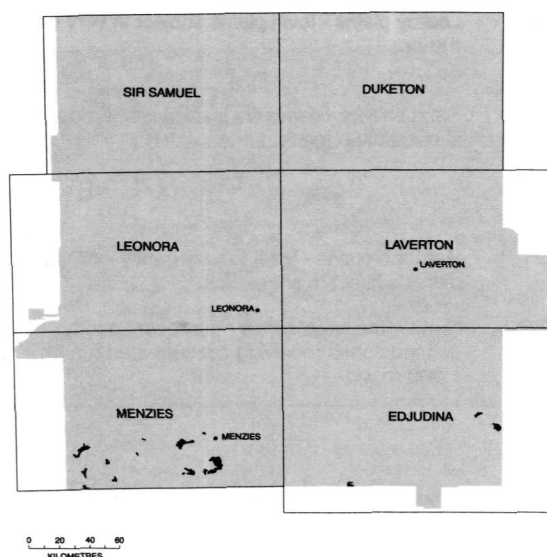 SIR SAMUEL
DUKETON
LEONORA
LAVERTON
LAVERTON
LEONORA
MENZIES
EDJUDINA
MENZIES
0 20 40 60
KILOMETRES